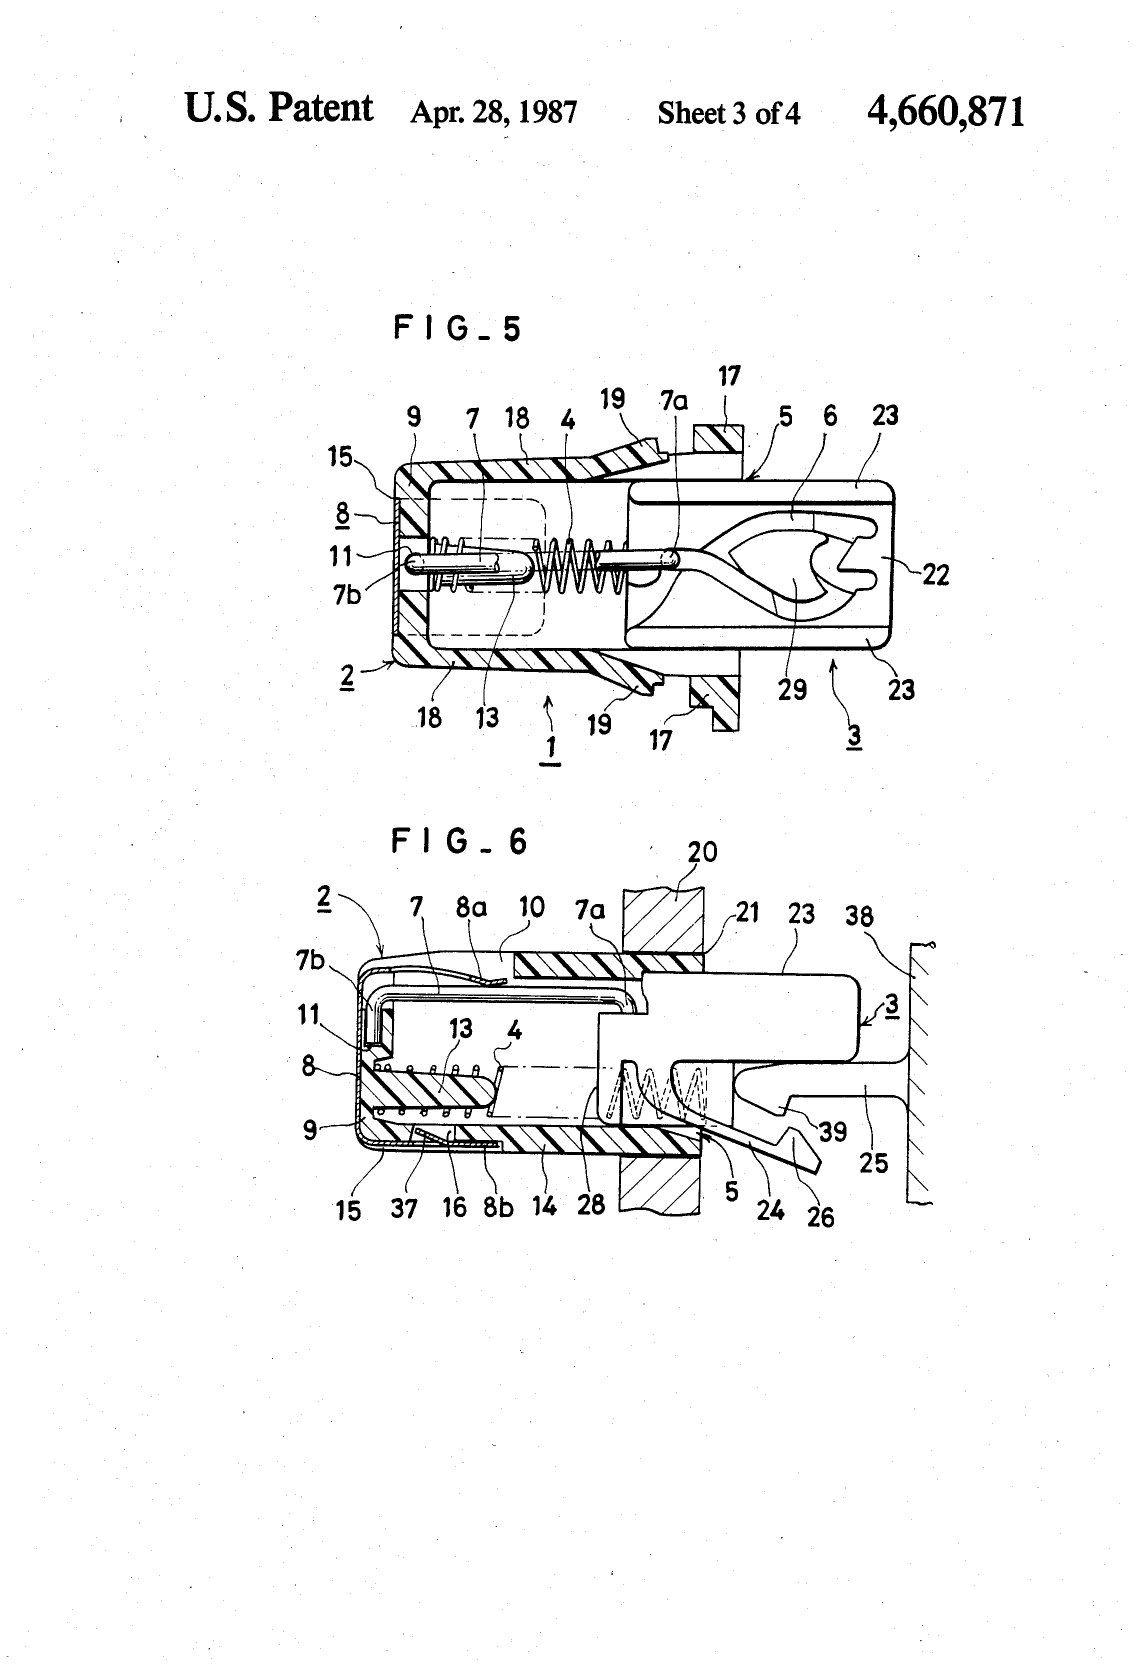 U.S. Patent Apr. 28, 1987 Sheet 3 of 4 4,660,871
FIG_5
17
19 7a
9 7 18 4 5 6 23
15
8
11
7b
22
2
18 13 19 17 29 23
1 3
FIG_6
20
2 7 8a 10 7a 21 23 38
7b
11 13 4 3
8
9 39
15 37 16 8b 14 28 5 24 26 25